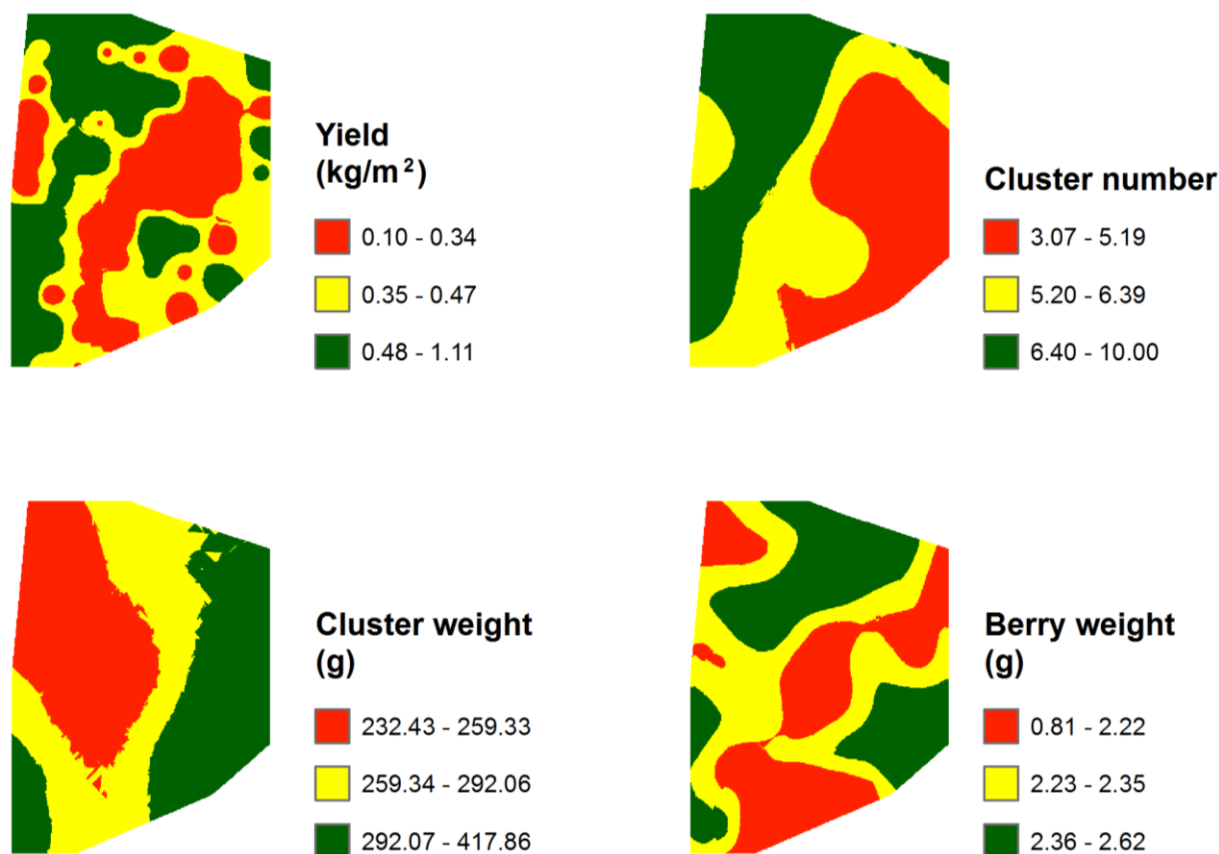 Yield
(kg/m²)
0.10 - 0.34
0.35 - 0.47
0.48 - 1.11
Cluster number
3.07 - 5.19
5.20 - 6.39
6.40 - 10.00
Cluster weight
(g)
232.43 - 259.33
259.34 - 292.06
292.07 - 417.86
Berry weight
(g)
0.81 - 2.22
2.23 - 2.35
2.36 - 2.62